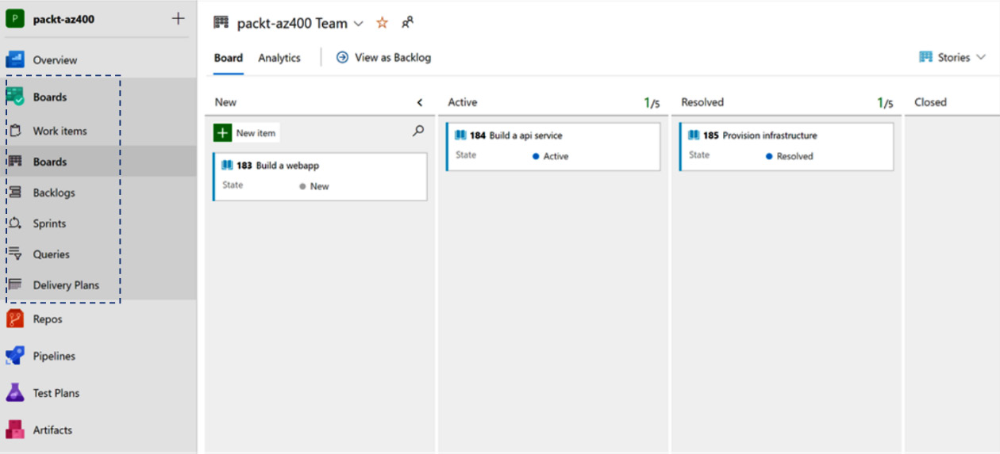 P packt-az400
Overview
Boards
Work items
Boards
Backlogs
Sprints
Queries
Delivery Plans
Repos
Pipelines
Test Plans
Artifacts
packt-az400 Team
Board Analytics View as Backlog Stories
New Active 1/5 Resolved 1/5 Closed
New item
183 Build a webapp
State New
184 Build a api service
State Active
185 Provision infrastructure
State Resolved